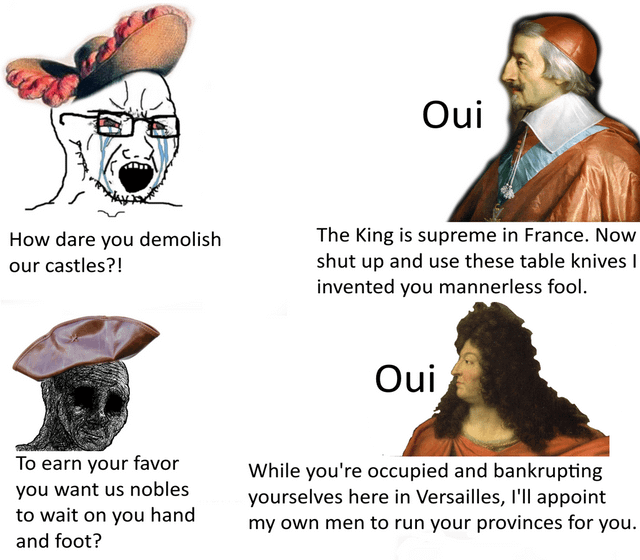 Oui
How dare you demolish
our castles?!
The King is supreme in France. Now
shut up and use these table knives I
invented you mannerless fool.
Oui
To earn your favor
you want us nobles
to wait on you hand
and foot?
While you're occupied and bankrupting
yourselves here in Versailles, I'll appoint
my own men to run your provinces for you.